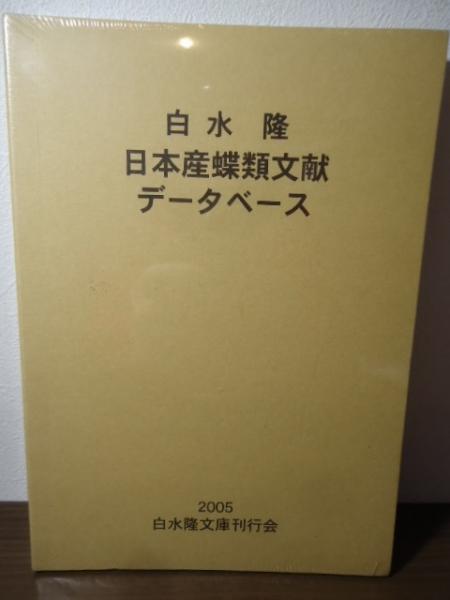 白水 隆
日本産蝶類文献
データベース
2005
白水隆文庫刊行会